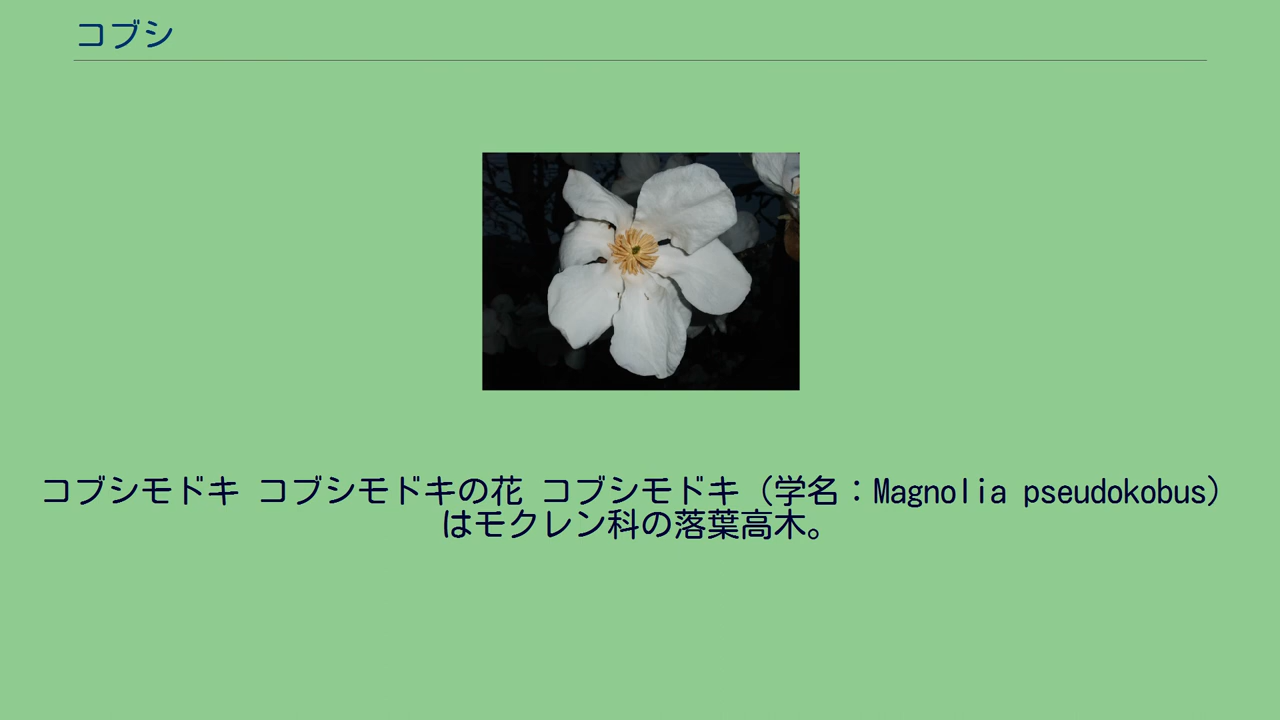 コブシ
コブシモドキ コブシモドキの花 コブシモドキ（学名：Magnolia pseudokobus）
はモクレン科の落葉高木。